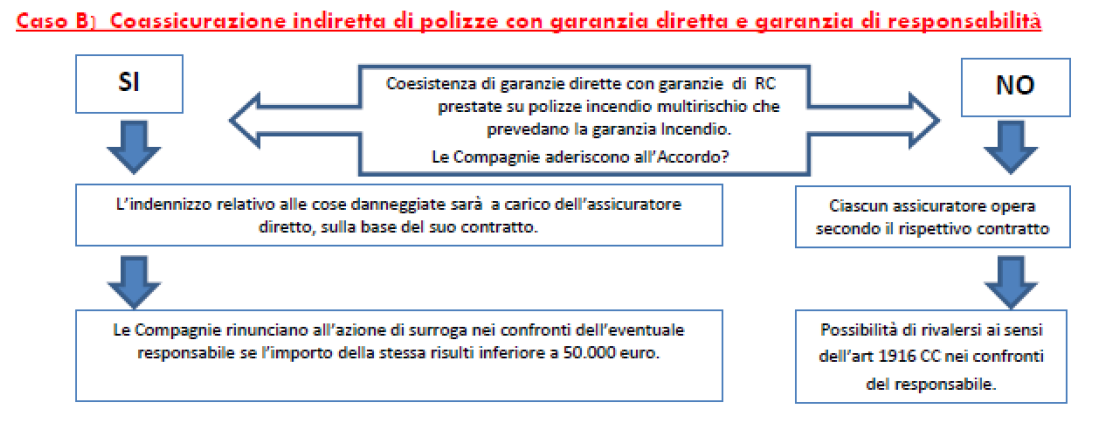 Caso B) Coassicurazione indiretta di polizze con garanzia diretta e garanzia di responsabilità
SI
Coesistenza di garanzie dirette con garanzie di RC
prestate su polizze incendio multirischio che
prevedano la garanzia Incendio.
Le Compagnie aderiscono all'Accordo?
NO
L'indennizzo relativo alle cose danneggiate sarà a carico dell'assicuratore
diretto, sulla base del suo contratto.
Ciascun assicuratore opera
secondo il rispettivo contratto
Le Compagnie rinunciano all'azione di surroga nei confronti dell'eventuale
responsabile se l'importo della stessa risulti inferiore a 50.000 euro.
Possibilità di rivalersi ai sensi
dell'art 1916 CC nei confronti
del responsabile.